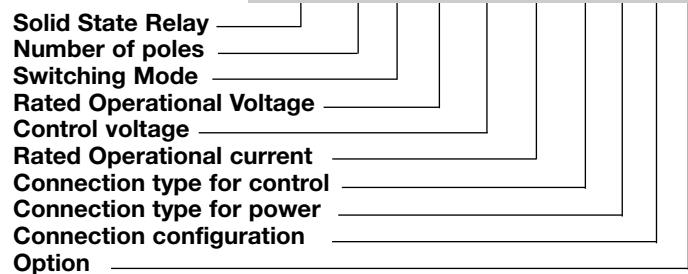 Solid State Relay
Number of poles
Switching Mode
Rated Operational Voltage
Control voltage
Rated Operational current
Connection type for control
Connection type for power
Connection configuration
Option